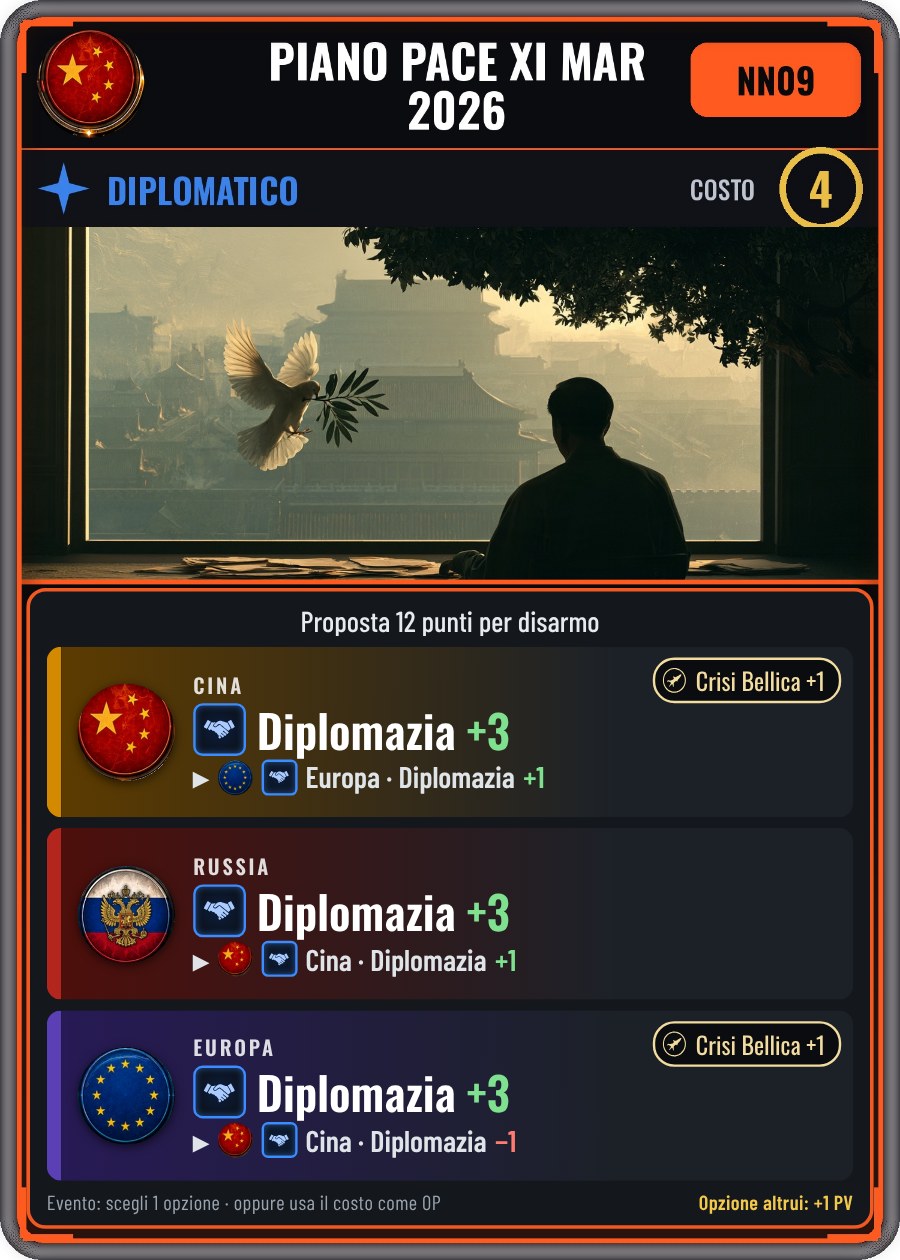 PIANO PACE XI MAR
2026
NN09
DIPLOMATICO
COSTO
4
Proposta 12 punti per disarmo
CINA
Crisi Bellica +1
Diplomazia +3
▶ Europa · Diplomazia +1
RUSSIA
Diplomazia +3
▶ Cina · Diplomazia +1
EUROPA
Crisi Bellica +1
Diplomazia +3
▶ Cina · Diplomazia −1
Evento: scegli 1 opzione · oppure usa il costo come OP
Opzione altrui: +1 PV